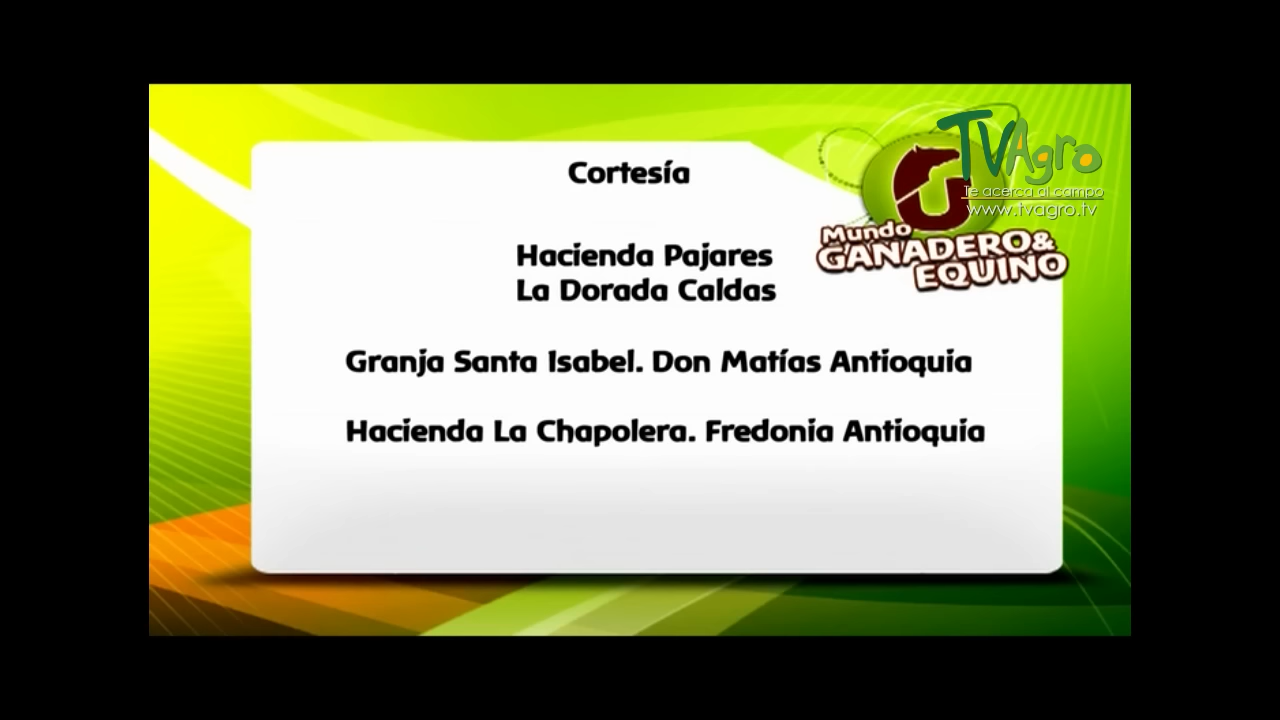 Cortesía
TVAgro
Te acerca al campo
www.tvagro.tv
Mundo
GANADERO &
EQUINO
Hacienda Pajares
La Dorada Caldas
Granja Santa Isabel. Don Matías Antioquia
Hacienda La Chapolera. Fredonia Antioquia